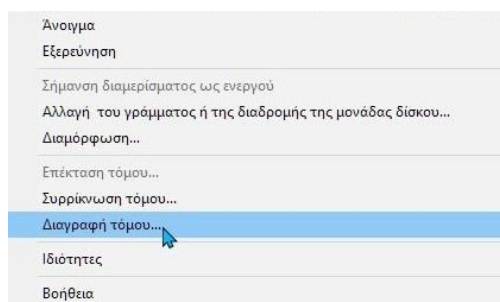 Άνοιγμα
Εξερεύνηση
Σήμανση διαμερίσματος ως ενεργού
Αλλαγή του γράμματος ή της διαδρομής της μονάδας δίσκου...
Διαμόρφωση...
Επέκταση τόμου...
Συρρίκνωση τόμου...
Διαγραφή τόμου...
Ιδιότητες
Βοήθεια